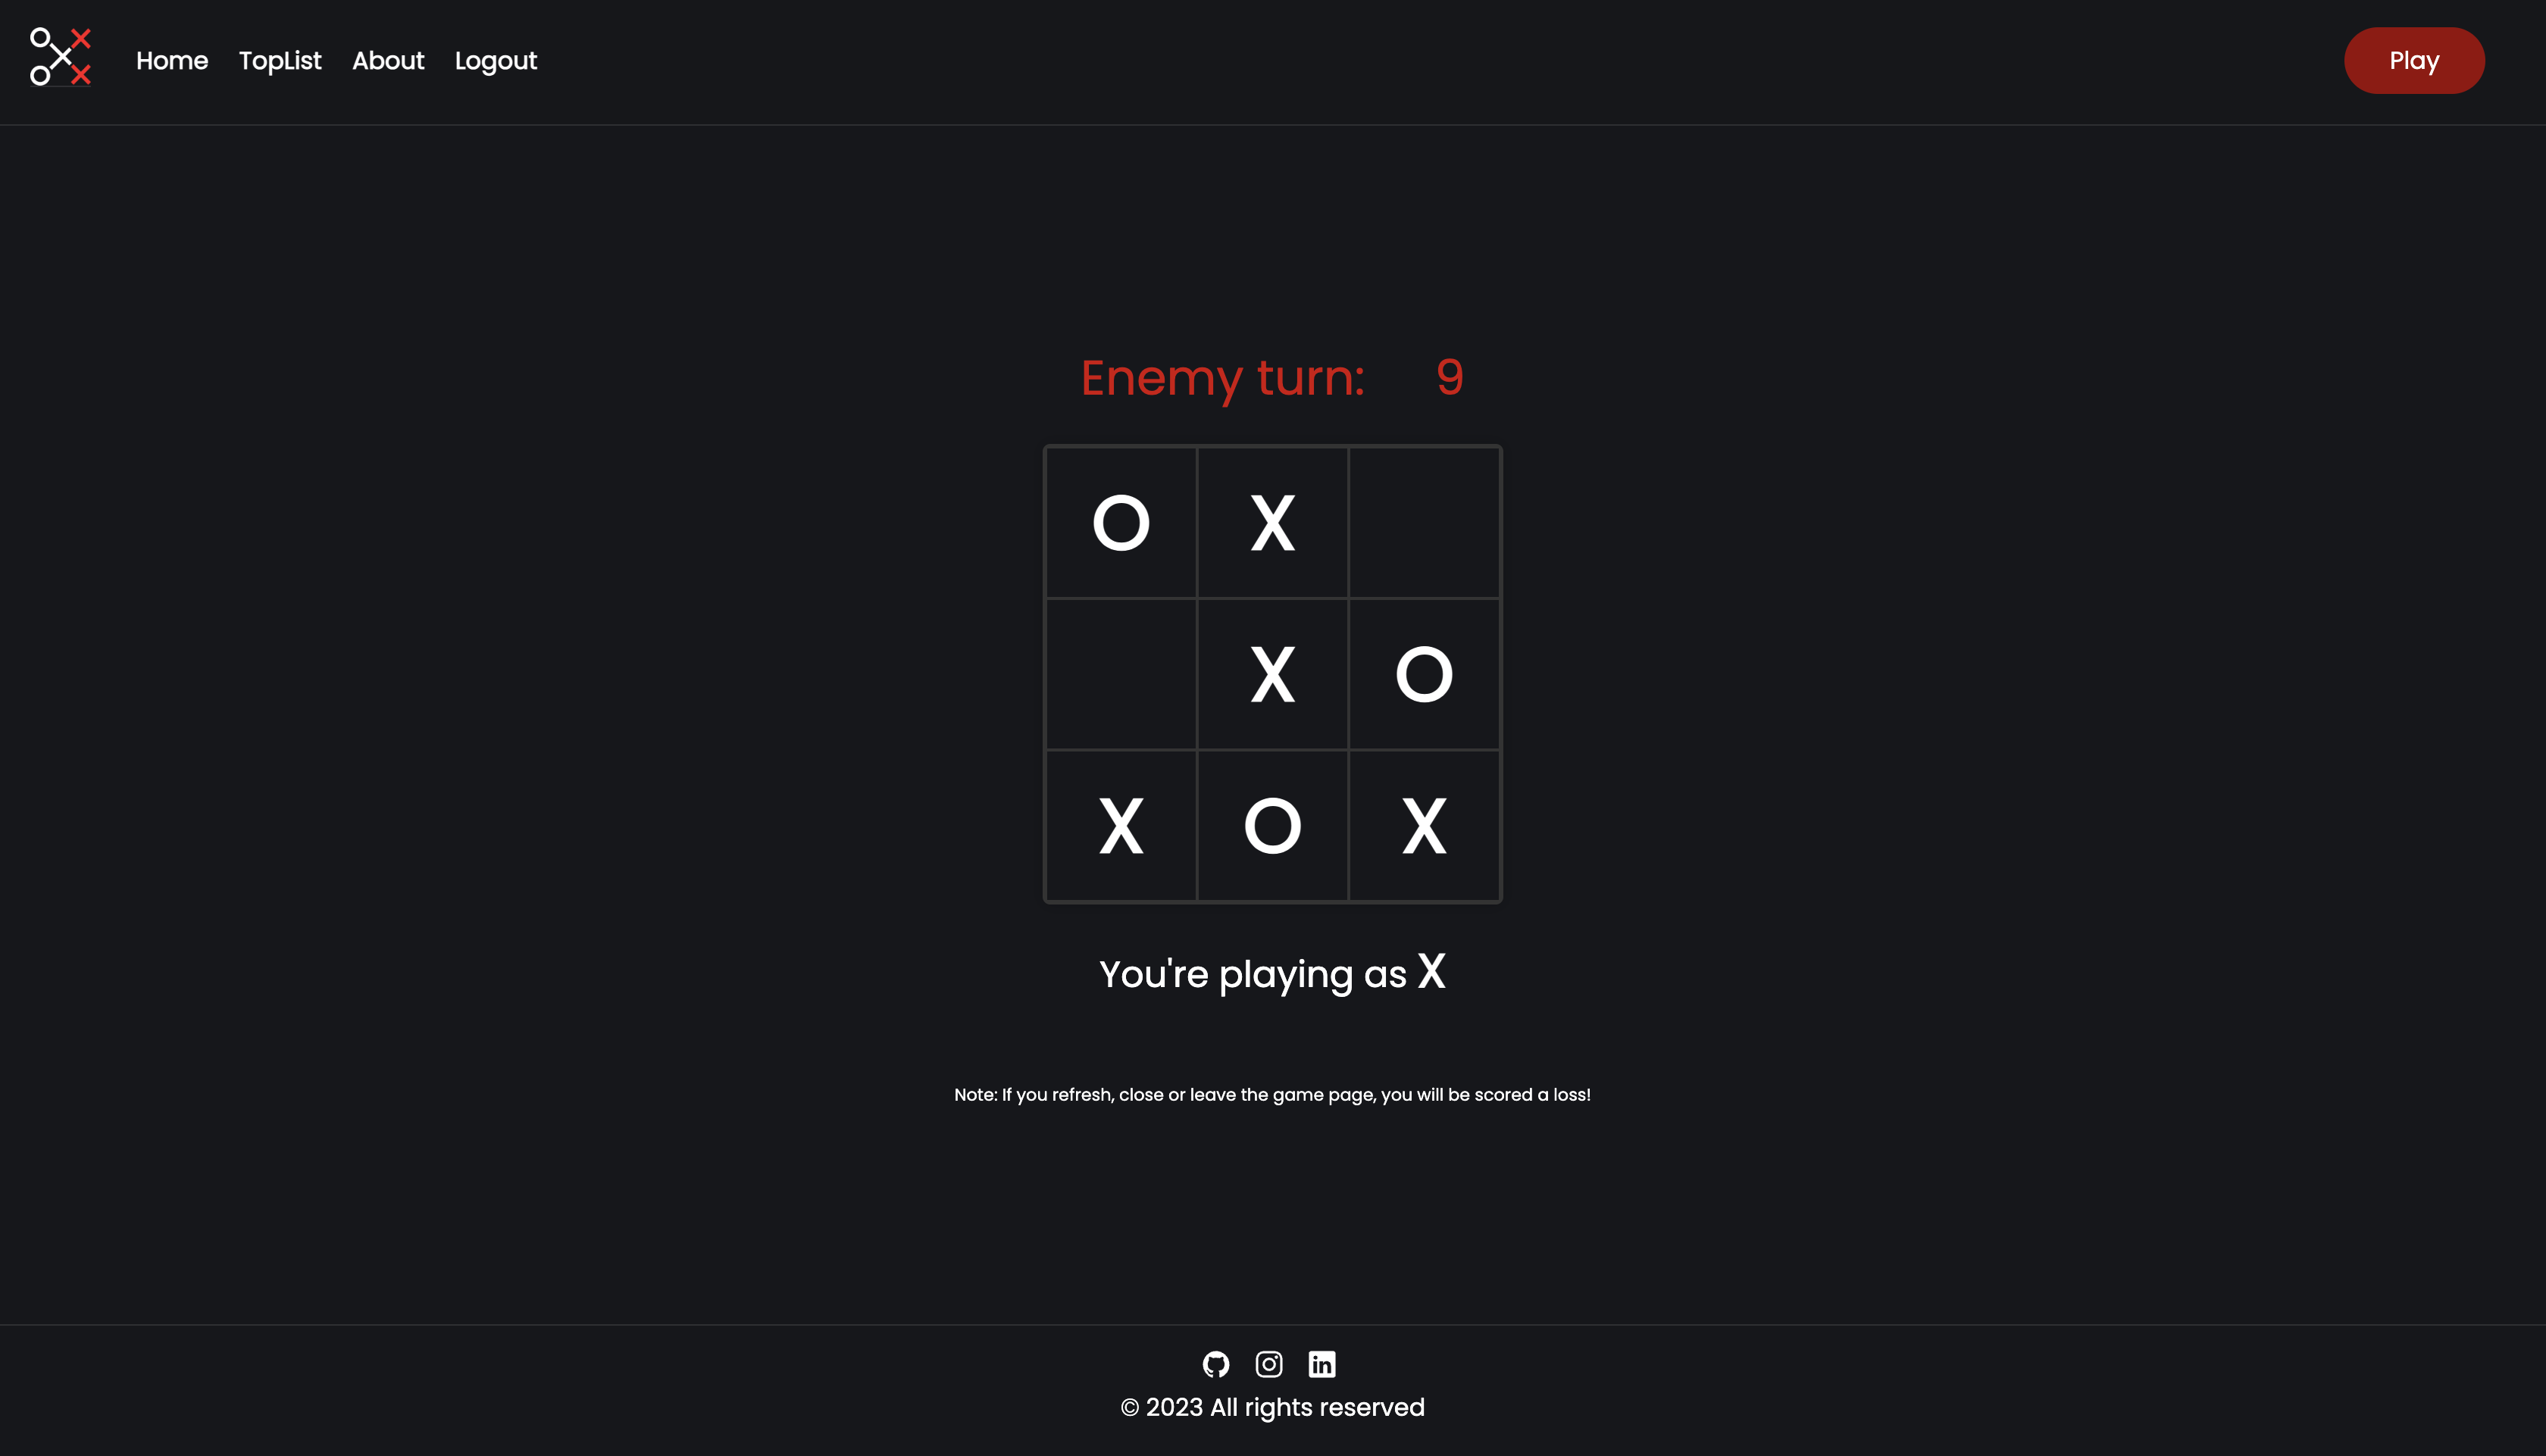 Home TopList About Logout Play
Enemy turn: 9
O X
X O
X O X
You're playing as X
Note: If you refresh, close or leave the game page, you will be scored a loss!
© 2023 All rights reserved